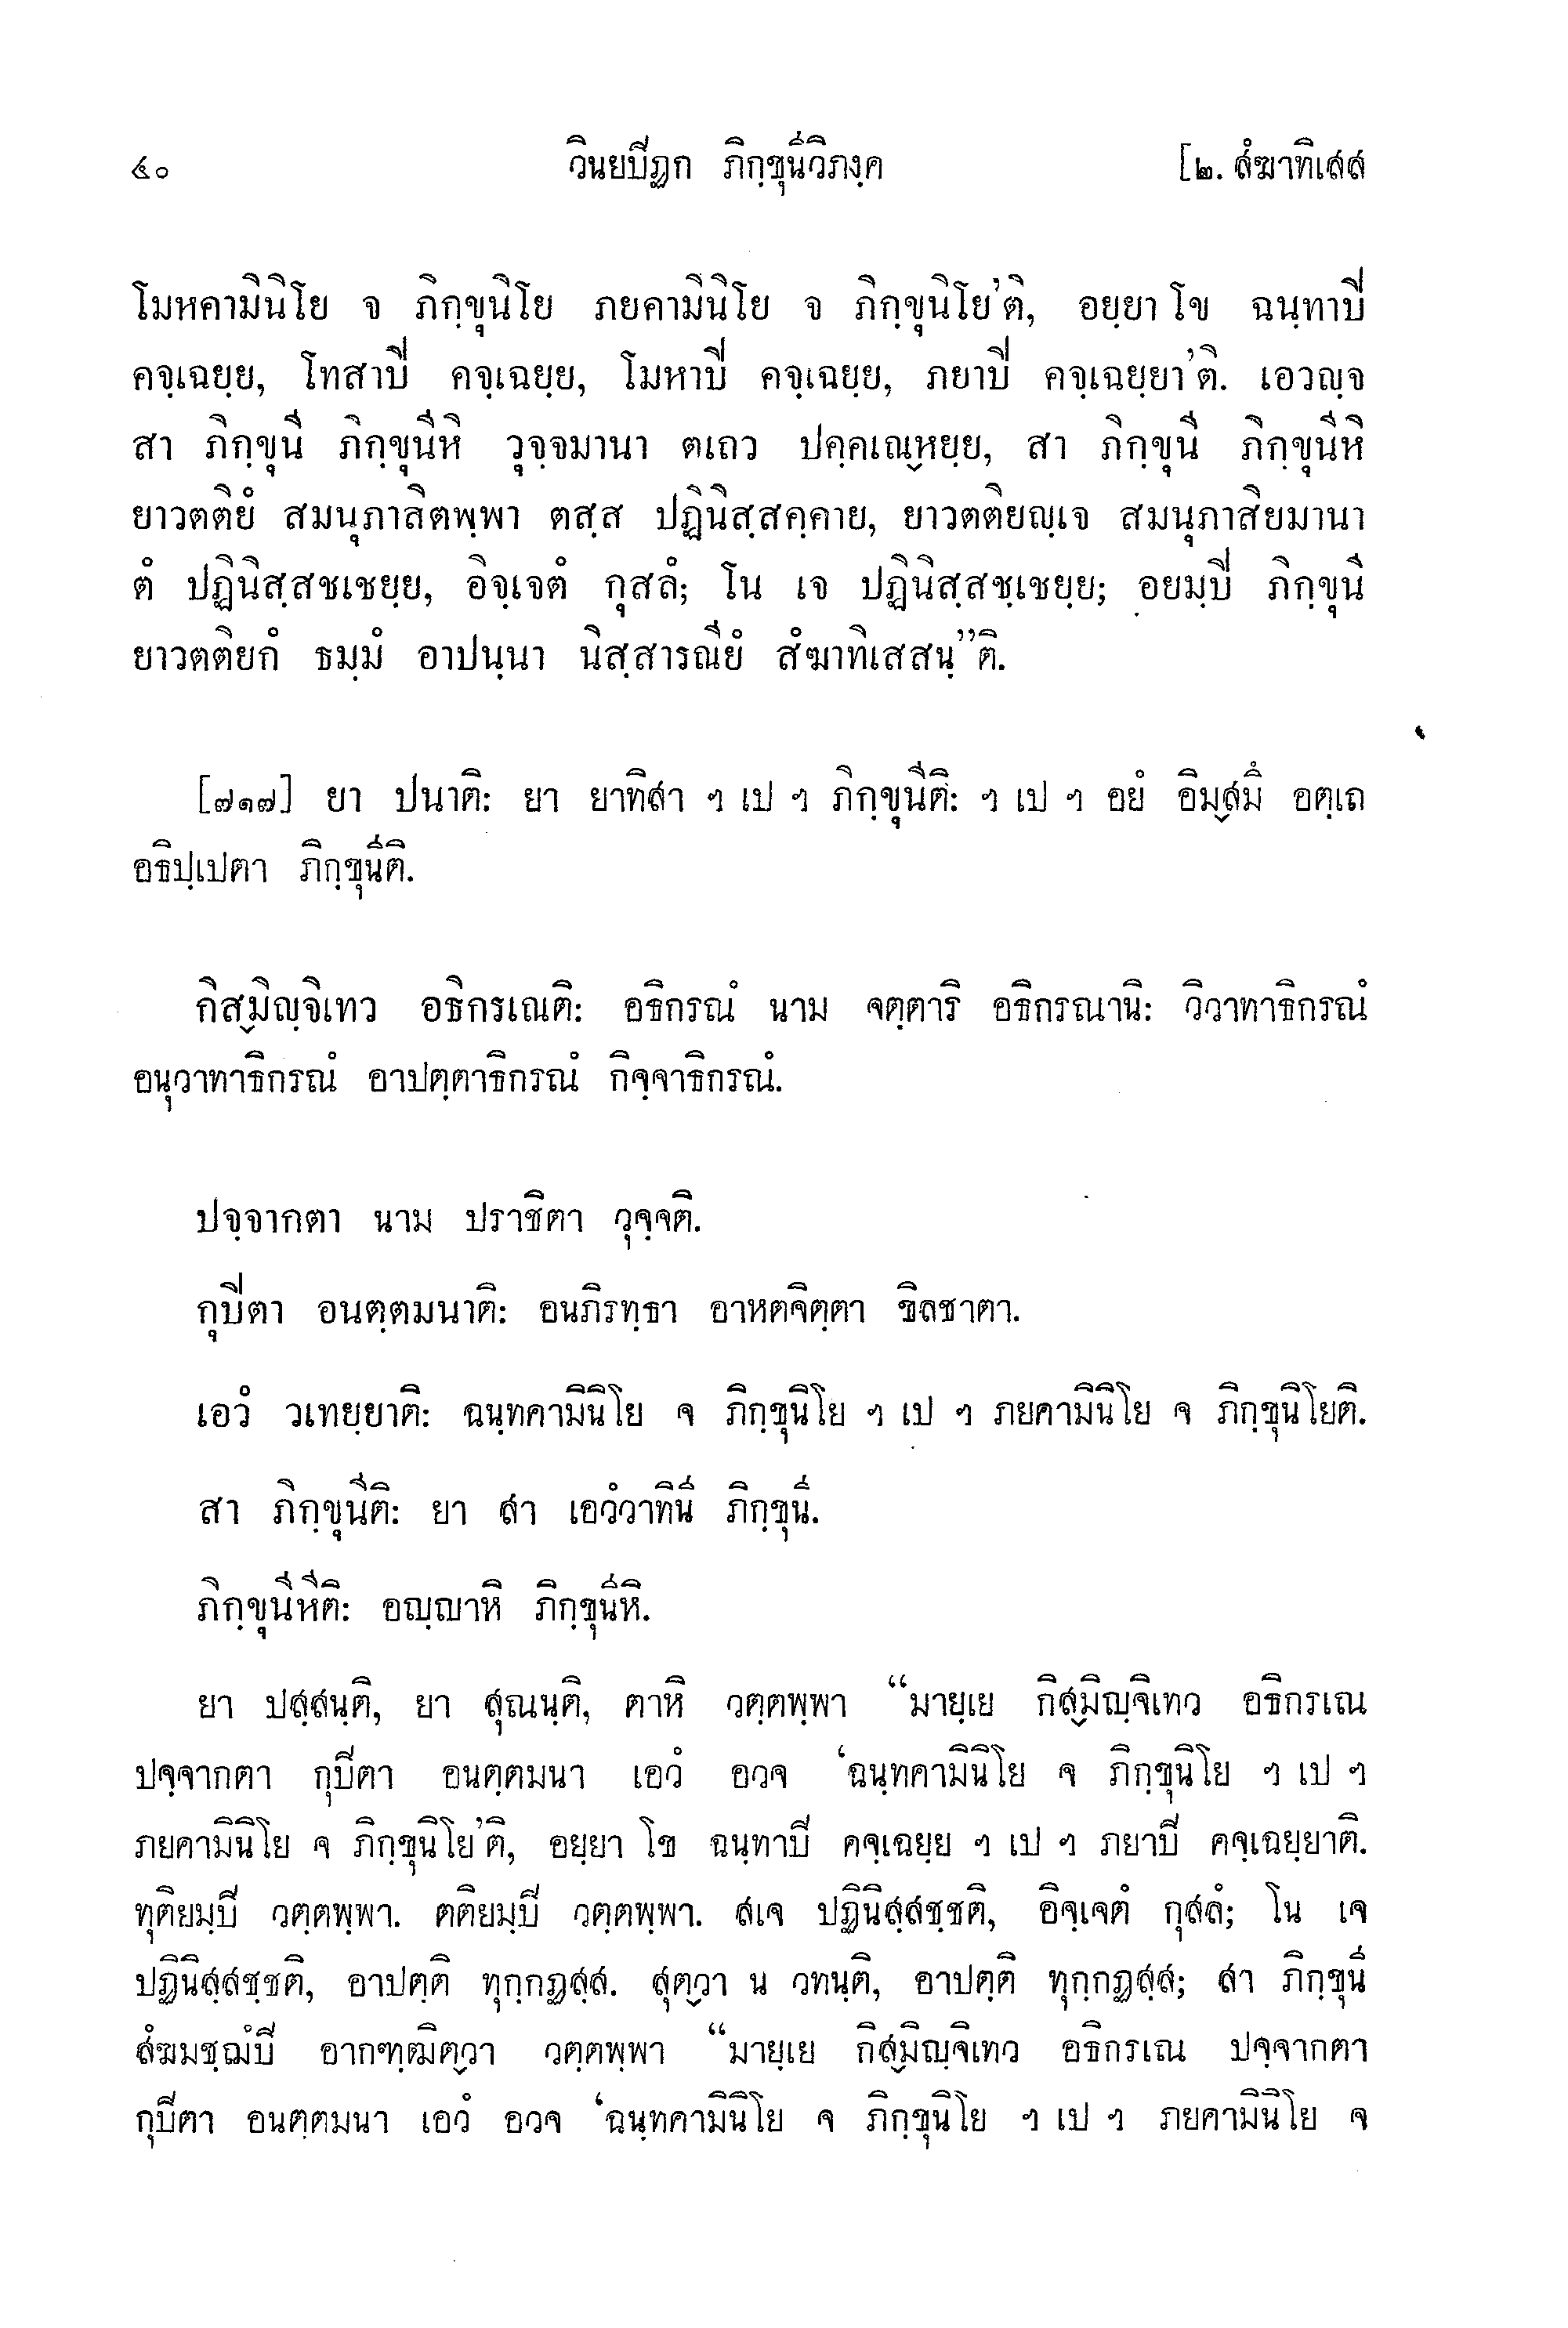 ๔๐ วินยปิฏก ภิกฺขุนีวิภงฺค [๒. สํฆาทิเสส
โมหคามินิโย จ ภิกฺขุนิโย ภยคามินิโย จ ภิกฺขุนิโย’ติ, อยฺยา โข ฉนฺทาปิ
คจฺเฉยฺย, โทสาปิ คจฺเฉยฺย, โมหาปิ คจฺเฉยฺย, ภยาปิ คจฺเฉยฺยา’ติ. เอวญฺจ
สา ภิกฺขุนี ภิกฺขุนีหิ วุจฺจมานา ตเถว ปคฺคเณฺหยฺย, สา ภิกฺขุนี ภิกฺขุนีหิ
ยาวตติยํ สมนุภาสิตพฺพา ตสฺส ปฏินิสฺสคฺคาย, ยาวตติยญฺเจ สมนุภาสิยมานา
ตํ ปฏินิสฺสชเชยฺย, อิจฺเจตํ กุสลํ; โน เจ ปฏินิสฺสชฺเชยฺย; อยมฺปิ ภิกฺขุนี
ยาวตติยกํ ธมฺมํ อาปนฺนา นิสฺสารณียํ สํฆาทิเสสนฺ”ติ.
[๗๑๗] ยา ปนาติ: ยา ยาทิสา ฯ เป ฯ ภิกฺขุนีติ: ฯ เป ฯ อยํ อิมสฺมึ อตฺเถ
อธิปฺเปตา ภิกฺขุนีติ.
กิสฺมิญฺจิเทว อธิกรเณติ: อธิกรณํ นาม จตฺตาริ อธิกรณานิ: วิวาทาธิกรณํ
อนุวาทาธิกรณํ อาปตฺตาธิกรณํ กิจฺจาธิกรณํ.
ปจฺจากตา นาม ปราชิตา วุจฺจติ.
กุปิตา อนตฺตมนาติ: อนภิรทฺธา อาหตจิตฺตา ขิลชาตา.
เอวํ วเทยฺยาติ: ฉนฺทคามินิโย จ ภิกฺขุนิโย ฯ เป ฯ ภยคามินิโย จ ภิกฺขุนิโยติ.
สา ภิกฺขุนีติ: ยา สา เอวํวาทินี ภิกฺขุนี.
ภิกฺขุนีหีติ: อญฺญาหิ ภิกฺขุนีหิ.
ยา ปสฺสนฺติ, ยา สุณนฺติ, ตาหิ วตฺตพฺพา “มายฺเย กิสฺมิญฺจิเทว อธิกรเณ
ปจฺจากตา กุปิตา อนตฺตมนา เอวํ อวจ ‘ฉนฺทคามินิโย จ ภิกฺขุนิโย ฯ เป ฯ
ภยคามินิโย จ ภิกฺขุนิโย’ติ, อยฺยา โข ฉนฺทาปิ คจฺเฉยฺย ฯ เป ฯ ภยาปิ คจฺเฉยฺยาติ.
ทุติยมฺปิ วตฺตพฺพา. ตติยมฺปิ วตฺตพฺพา. สเจ ปฏินิสฺสชฺชติ, อิจฺเจตํ กุสลํ; โน เจ
ปฏินิสฺสชฺชติ, อาปตฺติ ทุกฺกฏสฺส. สุตฺวา น วทนฺติ, อาปตฺติ ทุกฺกฏสฺส; สา ภิกฺขุนี
สํฆมชฺฌํปิ อากฑฺฒิตฺวา วตฺตพฺพา “มายฺเย กิสฺมิญฺจิเทว อธิกรเณ ปจฺจากตา
กุปิตา อนตฺตมนา เอวํ อวจ ‘ฉนฺทคามินิโย จ ภิกฺขุนิโย ฯ เป ฯ ภยคามินิโย จ